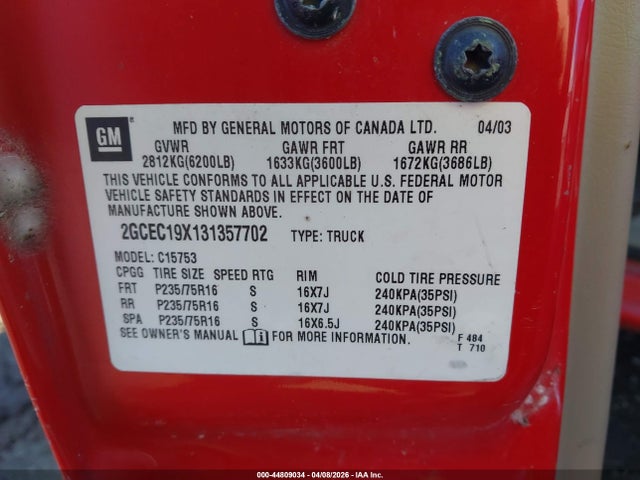 GM
MFD BY GENERAL MOTORS OF CANADA LTD. 04/03
GVWR GAWR FRT GAWR RR
2812KG(6200LB) 1633KG(3600LB) 1672KG(3686LB)
THIS VEHICLE CONFORMS TO ALL APPLICABLE U.S. FEDERAL MOTOR
VEHICLE SAFETY STANDARDS IN EFFECT ON THE DATE OF
MANUFACTURE SHOWN ABOVE.
2GCEC19X131357702 TYPE: TRUCK
MODEL: C15753
CPGG TIRE SIZE SPEED RTG RIM COLD TIRE PRESSURE
FRT P235/75R16 S 16X7J 240KPA(35PSI)
RR P235/75R16 S 16X7J 240KPA(35PSI)
SPA P235/75R16 S 16X6.5J 240KPA(35PSI)
SEE OWNER'S MANUAL FOR MORE INFORMATION.
F 484
T 710
000-44809034 - 04/08/2026 - IAA Inc.